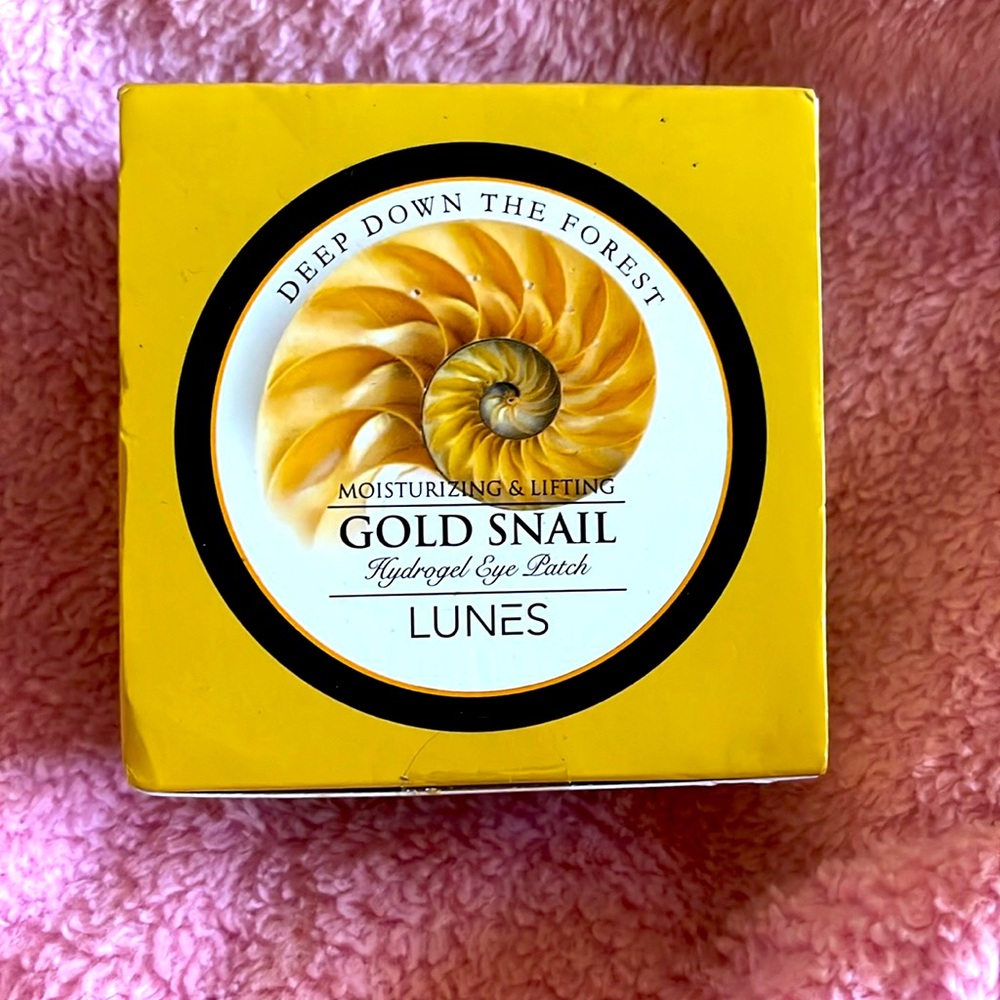 DEEP DOWN THE FOREST
MOISTURIZING & LIFTING
GOLD SNAIL
Hydrogel Eye Patch
LUNES